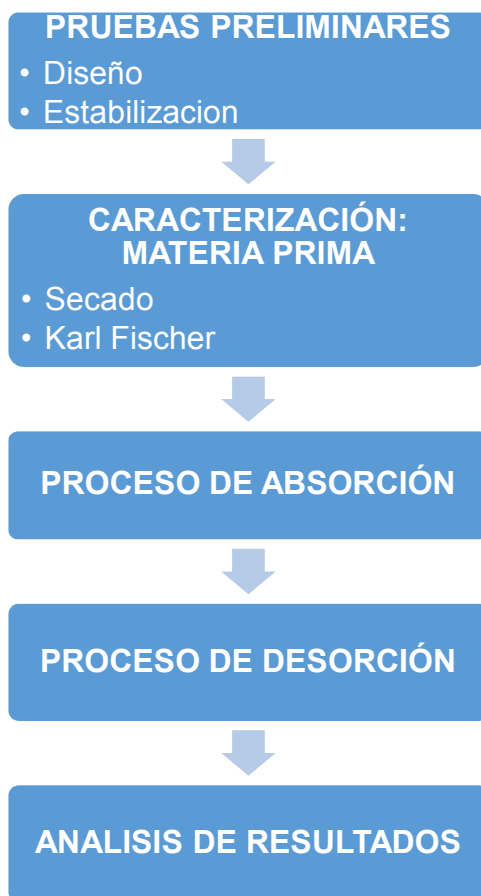 PRUEBAS PRELIMINARES
• Diseño
• Estabilizacion
CARACTERIZACIÓN:
MATERIA PRIMA
• Secado
• Karl Fischer
PROCESO DE ABSORCIÓN
PROCESO DE DESORCIÓN
ANALISIS DE RESULTADOS